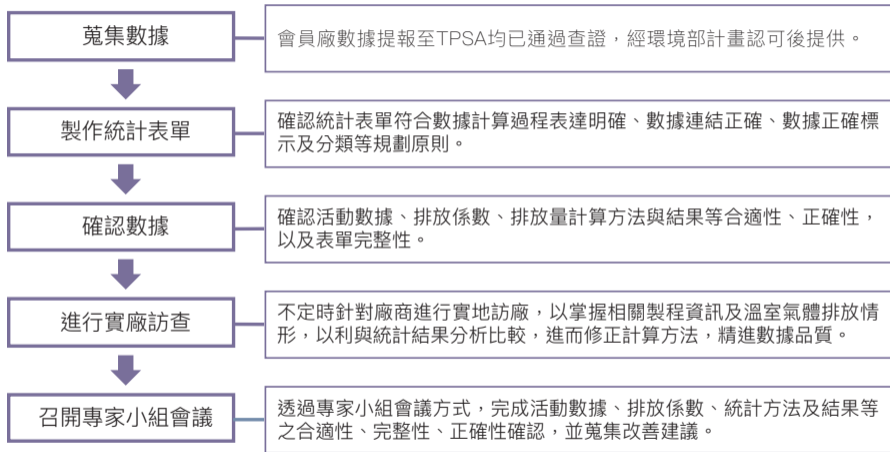 蒐集數據
會員廠數據提報至TPSA均已通過查證，經環境部計畫認可後提供。
製作統計表單
確認統計表單符合數據計算過程表達明確、數據連結正確、數據正確標
示及分類等規劃原則。
確認數據
確認活動數據、排放係數、排放量計算方法與結果等合適性、正確性，
以及表單完整性。
進行實廠訪查
不定時針對廠商進行實地訪廠，以掌握相關製程資訊及溫室氣體排放情
形，以利與統計結果分析比較，進而修正計算方法，精進數據品質。
召開專家小組會議
透過專家小組會議方式，完成活動數據、排放係數、統計方法及結果等
之合適性、完整性、正確性確認，並蒐集改善建議。